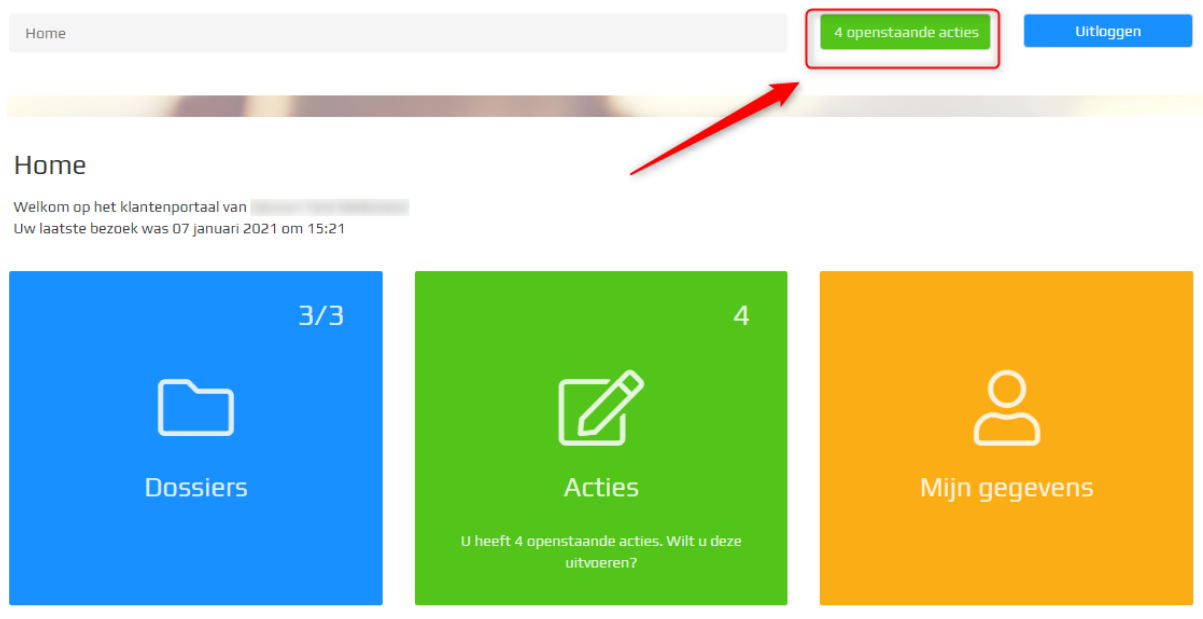 Home
4 openstaande acties
Uitloggen
Home
Welkom op het klantenportaal van
Uw laatste bezoek was 07 januari 2021 om 15:21
3/3
Dossiers
4
Acties
U heeft 4 openstaande acties. Wilt u deze
uitvoeren?
Mijn gegevens